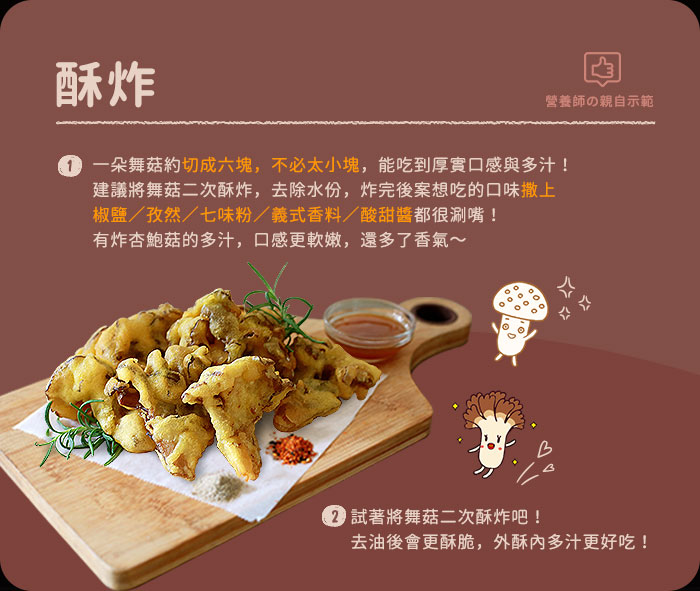 酥炸
營養師の親自示範
1 一朵舞菇約切成六塊，不必太小塊，能吃到厚實口感與多汁！
建議將舞菇二次酥炸，去除水份，炸完後案想吃的口味撒上
椒鹽／孜然／七味粉／義式香料／酸甜醬都很涮嘴！
有炸杏鮑菇的多汁，口感更軟嫩，還多了香氣～
2 試著將舞菇二次酥炸吧！
去油後會更酥脆，外酥內多汁更好吃！